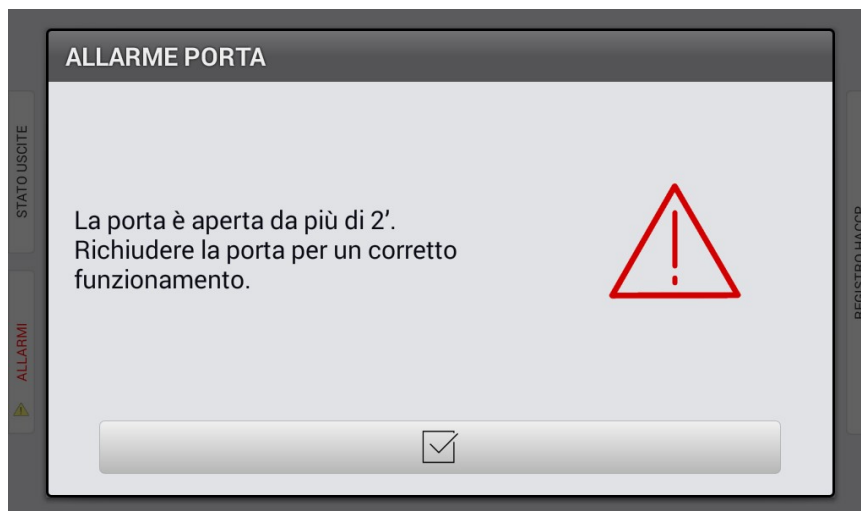 ALLARME PORTA
STATO USCITE
La porta è aperta da più di 2’.
Richiudere la porta per un corretto
funzionamento.
ALLARMI
REGISTRO HACCP